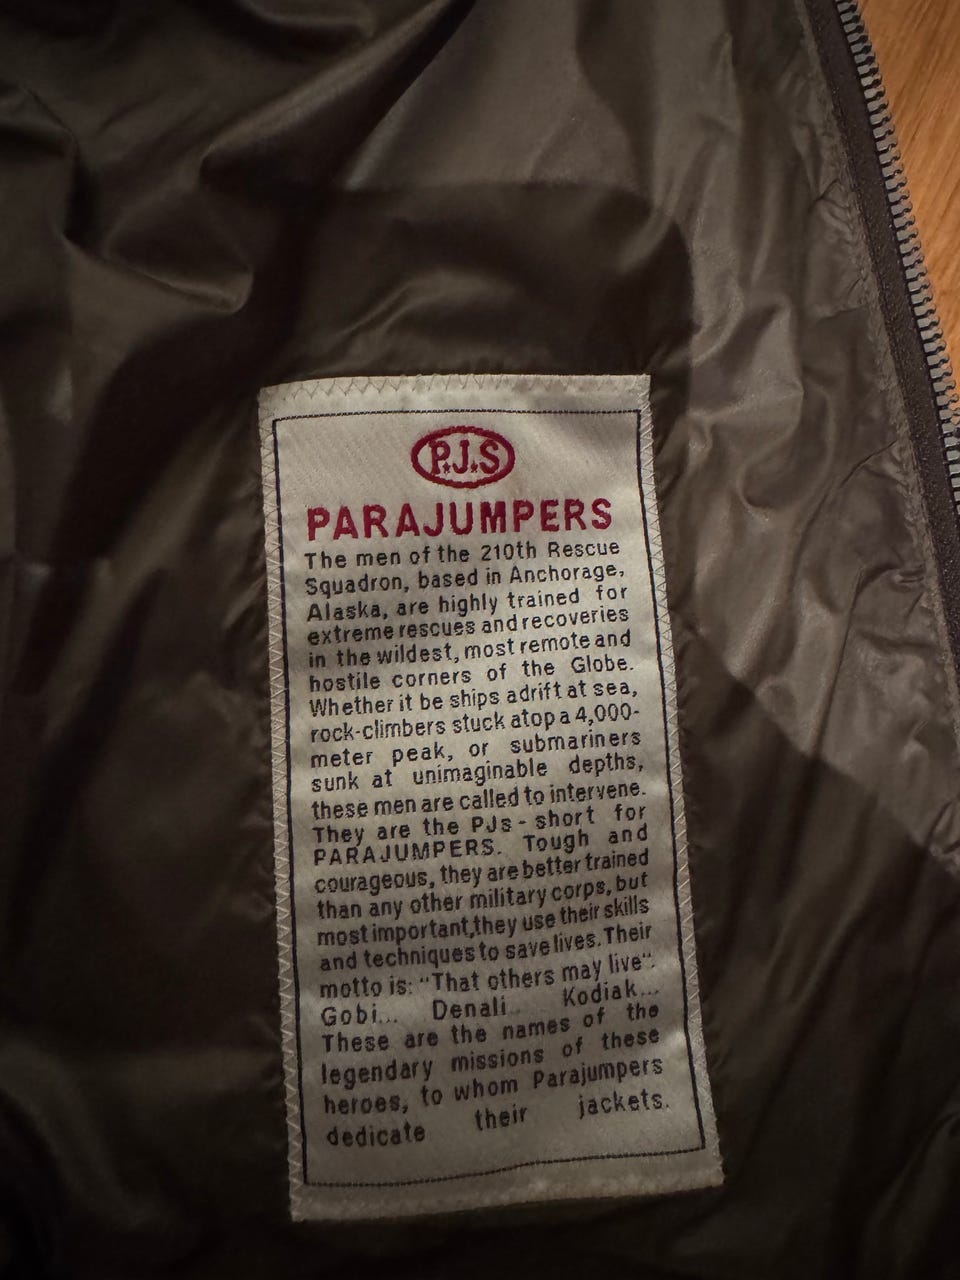 P.J.S
PARAJUMPERS
The men of the 210th Rescue
Squadron, based in Anchorage,
Alaska, are highly trained for
extreme rescues and recoveries
in the wildest, most remote and
hostile corners of the Globe.
Whether it be ships adrift at sea,
rock-climbers stuck atop a 4,000-
meter peak, or submariners
sunk at unimaginable depths,
these men are called to intervene.
They are the PJs - short for
PARAJUMPERS. Tough and
courageous, they are better trained
than any other military corps, but
most important,they use their skills
and techniques to save lives. Their
motto is: "That others may live".
Gobi... Denali... Kodiak...
These are the names of the
legendary missions of these
heroes, to whom Parajumpers
dedicate their jackets.